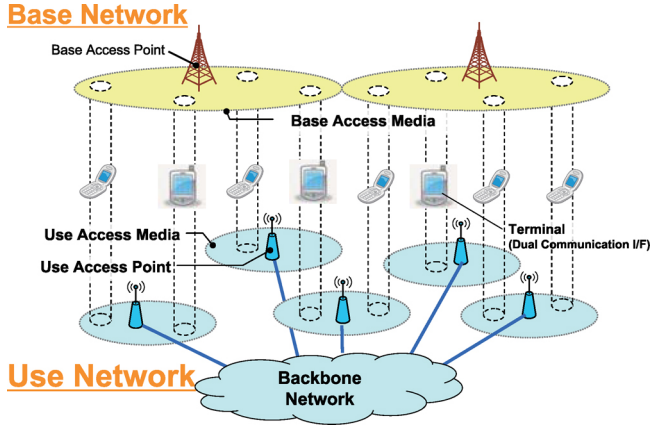 Base Network
Base Access Point
Base Access Media
Use Access Media
Terminal
(Dual Communication I/F)
Use Access Point
Use Network
Backbone
Network